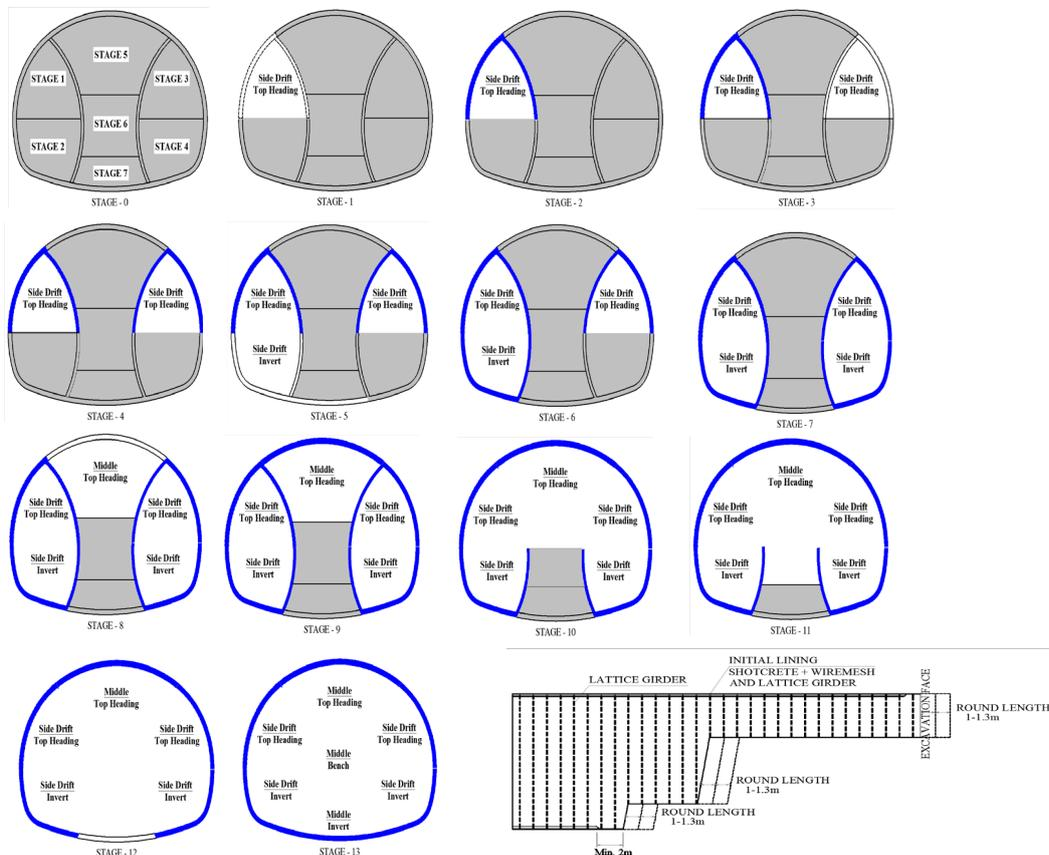 STAGE 5
STAGE 1
STAGE 3
STAGE 6
STAGE 2
STAGE 4
STAGE 7
STAGE - 0
Side Drift
Top Heading
STAGE - 1
Side Drift
Top Heading
STAGE - 2
Side Drift
Top Heading
STAGE - 3
Side Drift
Top Heading
Side Drift
Top Heading
STAGE - 4
Side Drift
Top Heading
Side Drift
Top Heading
Side Drift
Invert
STAGE - 5
Side Drift
Top Heading
Side Drift
Top Heading
Side Drift
Invert
STAGE - 6
Side Drift
Top Heading
Side Drift
Top Heading
Side Drift
Invert
Side Drift
Invert
STAGE - 7
Middle
Top Heading
Side Drift
Top Heading
Side Drift
Top Heading
Side Drift
Invert
Side Drift
Invert
STAGE - 8
Middle
Top Heading
Side Drift
Top Heading
Side Drift
Top Heading
Side Drift
Invert
Side Drift
Invert
STAGE - 9
Middle
Top Heading
Side Drift
Top Heading
Side Drift
Top Heading
Side Drift
Invert
Side Drift
Invert
STAGE - 10
Middle
Top Heading
Side Drift
Top Heading
Side Drift
Top Heading
Side Drift
Invert
Side Drift
Invert
STAGE - 11
Middle
Top Heading
Side Drift
Top Heading
Side Drift
Top Heading
Side Drift
Invert
Side Drift
Invert
STAGE - 12
Middle
Top Heading
Side Drift
Top Heading
Side Drift
Top Heading
Middle
Bench
Side Drift
Invert
Side Drift
Invert
Middle
Invert
STAGE - 13
INITIAL LINING
SHOTCRETE + WIREMESH
AND LATTICE GIRDER
LATTICE GIRDER
EXCAVATION FACE
ROUND LENGTH
1-1.3m
ROUND LENGTH
1-1.3m
ROUND LENGTH
1-1.3m
Min. 2m